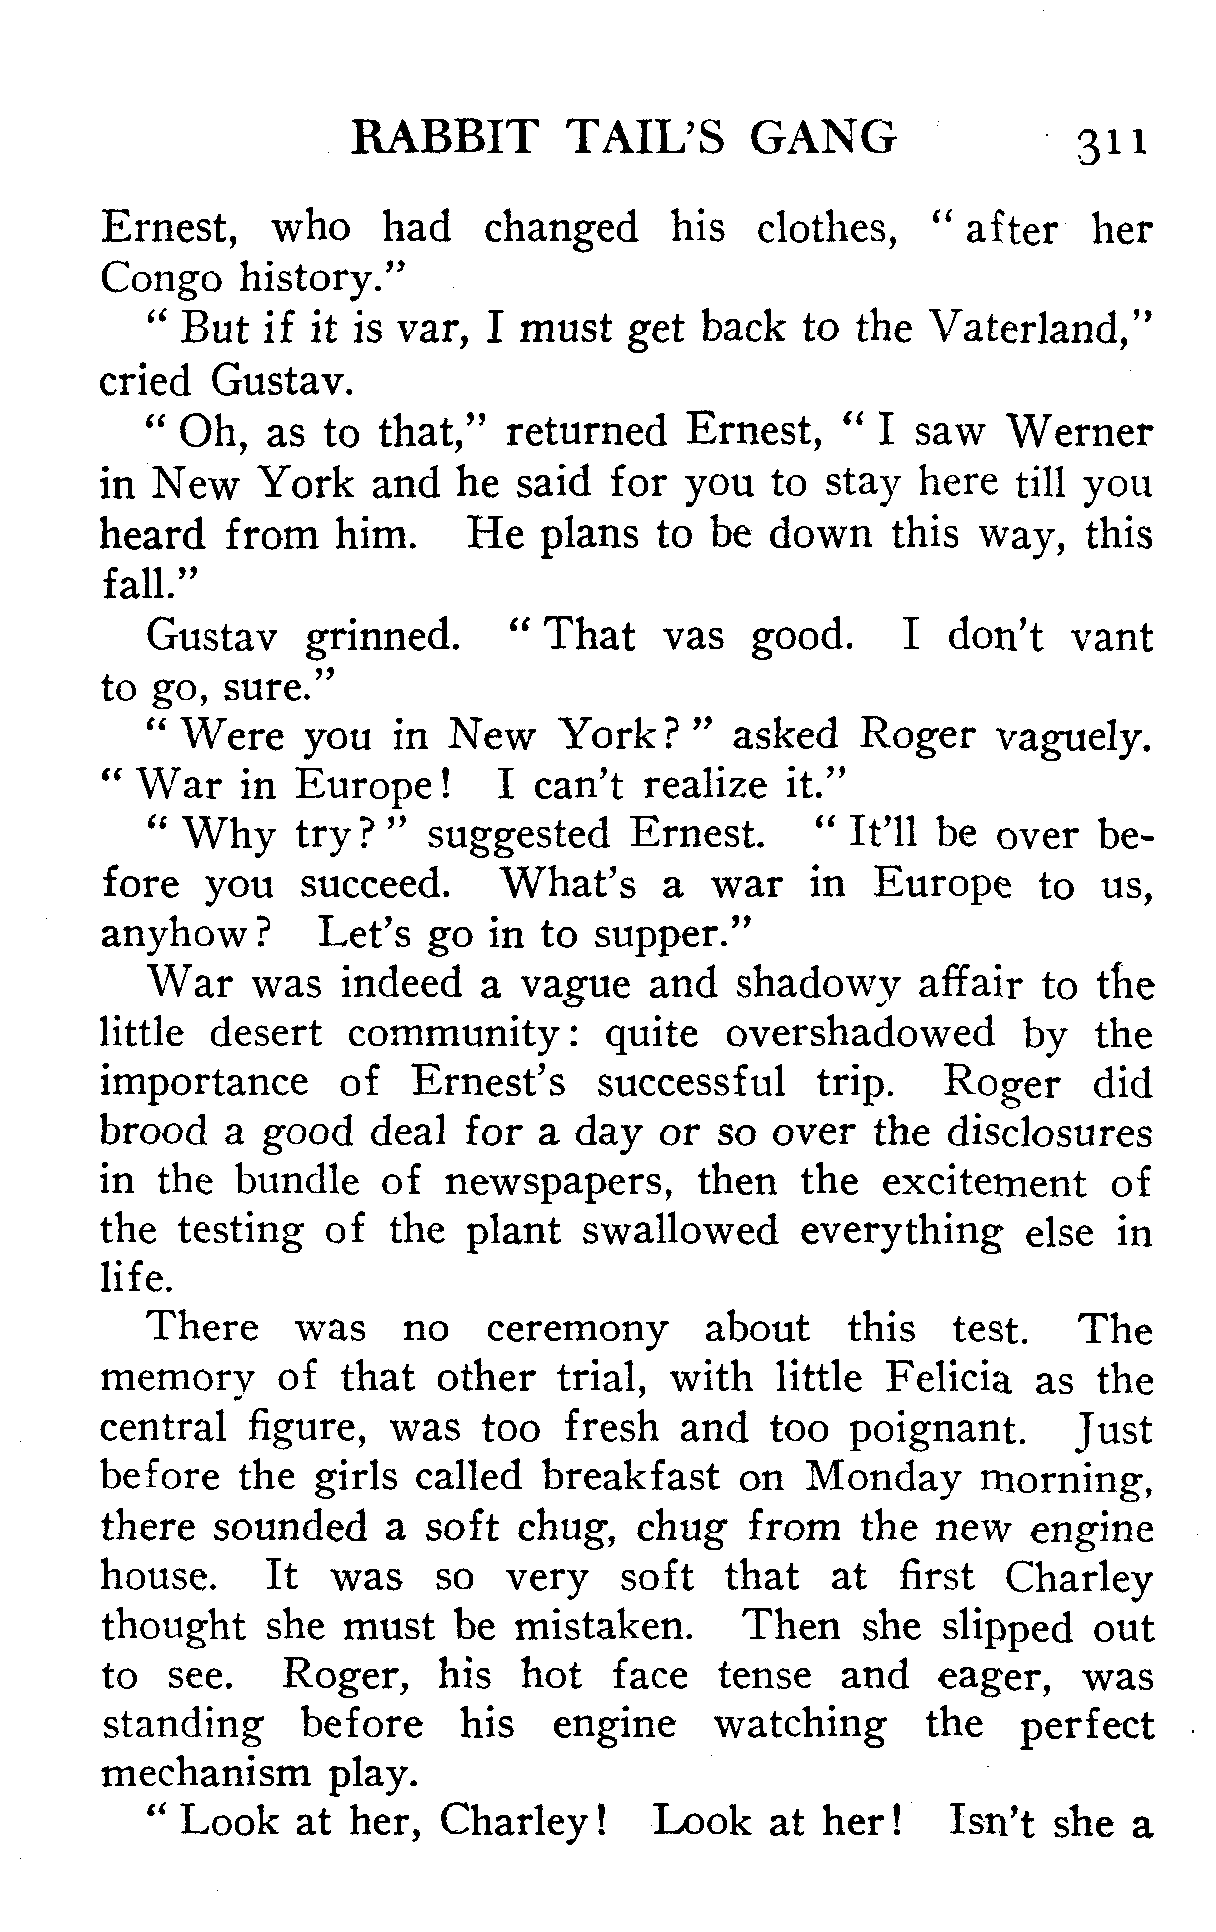 RABBIT TAIL'S GANG 311
Ernest, who had changed his clothes, “ after her
Congo history.”
“ But if it is var, I must get back to the Vaterland,”
cried Gustav.
“ Oh, as to that,” returned Ernest, “ I saw Werner
in New York and he said for you to stay here till you
heard from him. He plans to be down this way, this
fall.”
Gustav grinned. “ That vas good. I don't vant
to go, sure.”
“ Were you in New York? ” asked Roger vaguely.
“ War in Europe! I can't realize it.”
“ Why try? ” suggested Ernest. “ It'll be over be-
fore you succeed. What's a war in Europe to us,
anyhow? Let's go in to supper.”
War was indeed a vague and shadowy affair to the
little desert community: quite overshadowed by the
importance of Ernest's successful trip. Roger did
brood a good deal for a day or so over the disclosures
in the bundle of newspapers, then the excitement of
the testing of the plant swallowed everything else in
life.
There was no ceremony about this test. The
memory of that other trial, with little Felicia as the
central figure, was too fresh and too poignant. Just
before the girls called breakfast on Monday morning,
there sounded a soft chug, chug from the new engine
house. It was so very soft that at first Charley
thought she must be mistaken. Then she slipped out
to see. Roger, his hot face tense and eager, was
standing before his engine watching the perfect
mechanism play.
“ Look at her, Charley! Look at her! Isn't she a